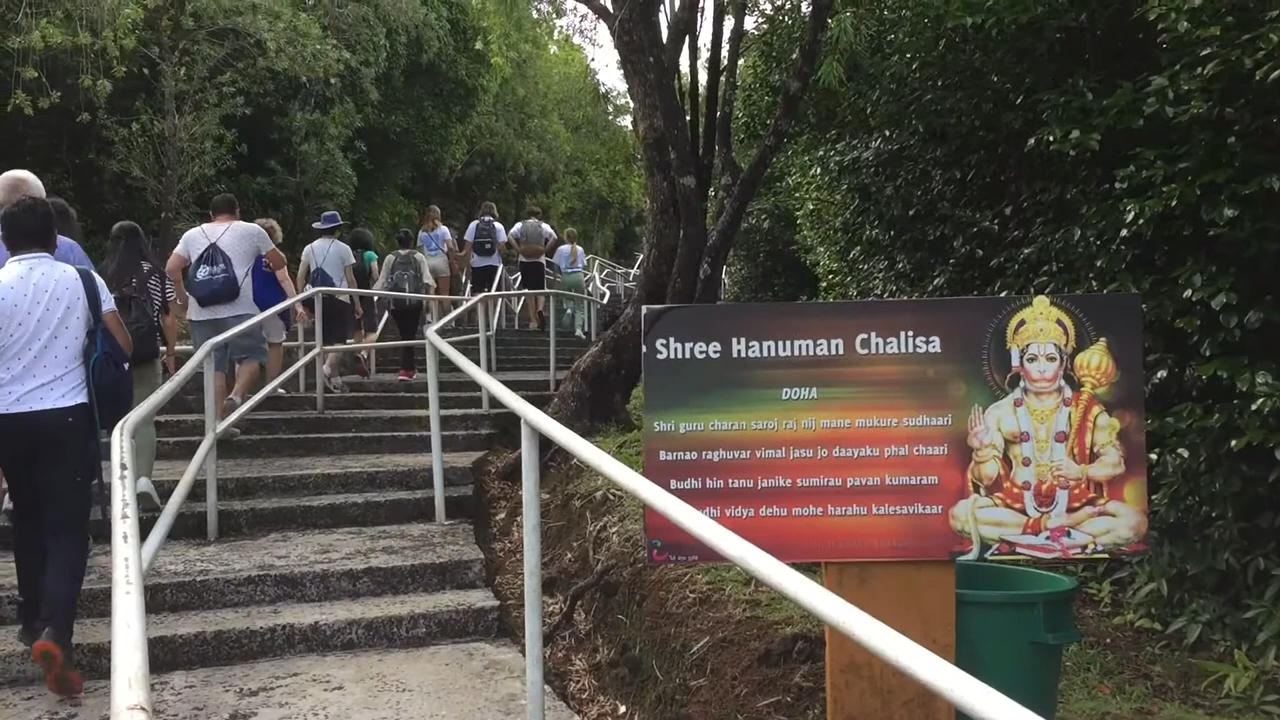 Shree Hanuman Chalisa
DOHA
Shri guru charan saroj raj nij mane mukure sudhaari
Barnao raghuvar vimal jasu jo daayaku phal chaari
Budhi hin tanu janike sumirau pavan kumaram
vidya dehu mohe harahu kalesavikaar